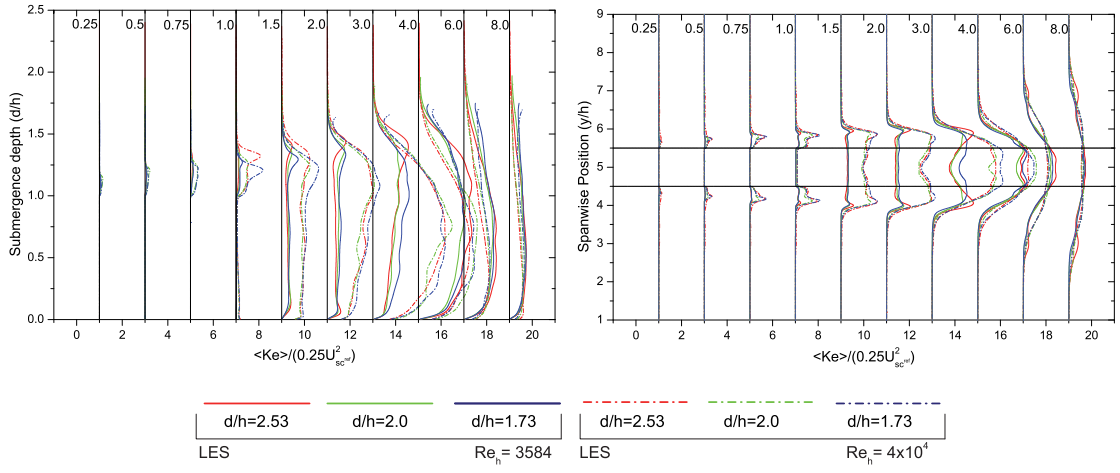 0.25 0.5 0.75 1.0 1.5 2.0 3.0 4.0 6.0 8.0
2.5
2.0
1.5
1.0
0.5
0.0
Submergence depth (d/h)
0 2 4 6 8 10 12 14 16 18 20
<Ke>/(0.25U²scʳᵉᶠ)
0.25 0.5 0.75 1.0 1.5 2.0 3.0 4.0 6.0 8.0
9
8
7
6
5
4
3
2
1
Spanwise Position (y/h)
0 2 4 6 8 10 12 14 16 18 20
<Ke>/(0.25U²scʳᵉᶠ)
d/h=2.53 d/h=2.0 d/h=1.73 d/h=2.53 d/h=2.0 d/h=1.73
LES Reh= 3584 LES Reh= 4x10⁴